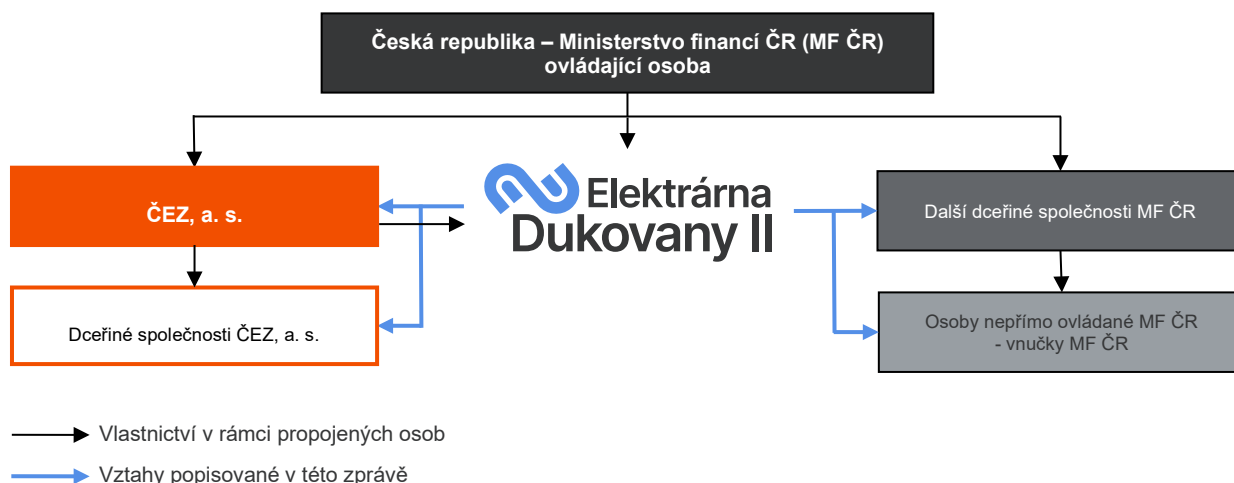 Česká republika – Ministerstvo financí ČR (MF ČR)
ovládající osoba
ČEZ, a. s.
Elektrárna
Dukovany II
Další dceřiné společnosti MF ČR
Dceřiné společnosti ČEZ, a. s.
Osoby nepřímo ovládané MF ČR
- vnučky MF ČR
Vlastnictví v rámci propojených osob
Vztahy popisované v této zprávě